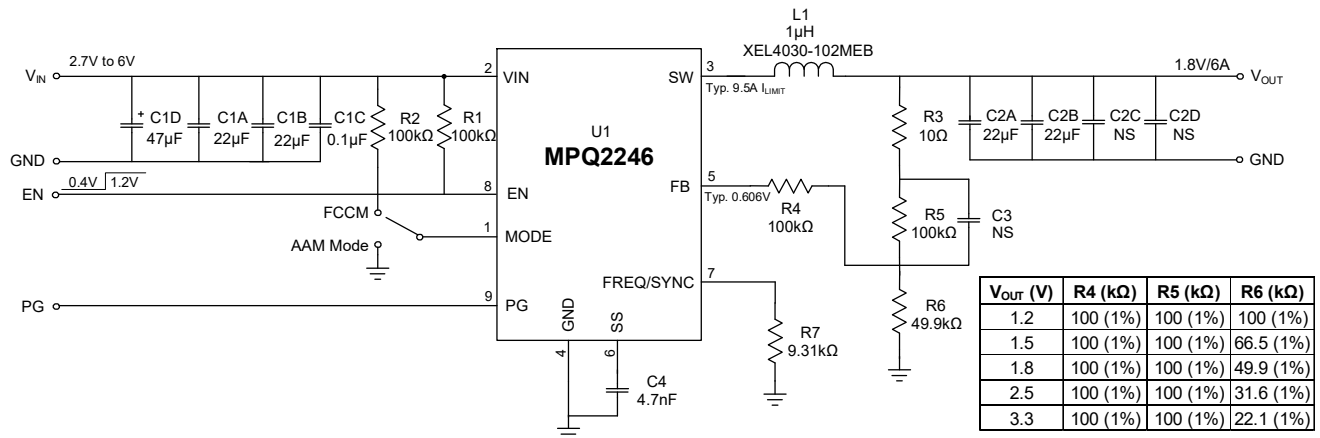 L1
1µH
XEL4030-102MEB
V_IN
2.7V to 6V
2
VIN
SW
3
Typ. 9.5A I_LIMIT
1.8V/6A
V_OUT
+
C1D
47µF
C1A
22µF
C1B
22µF
C1C
0.1µF
R2
100kΩ
R1
100kΩ
U1
MPQ2246
R3
10Ω
C2A
22µF
C2B
22µF
C2C
NS
C2D
NS
GND
GND
EN
0.4V
1.2V
8
EN
FB
5
Typ. 0.606V
R4
100kΩ
R5
100kΩ
C3
NS
FCCM
AAM Mode
1
MODE
FREQ/SYNC
7
R7
9.31kΩ
R6
49.9kΩ
PG
9
PG
GND
SS
4
6
C4
4.7nF
V_OUT (V) R4 (kΩ) R5 (kΩ) R6 (kΩ)
1.2 100 (1%) 100 (1%) 100 (1%)
1.5 100 (1%) 100 (1%) 66.5 (1%)
1.8 100 (1%) 100 (1%) 49.9 (1%)
2.5 100 (1%) 100 (1%) 31.6 (1%)
3.3 100 (1%) 100 (1%) 22.1 (1%)